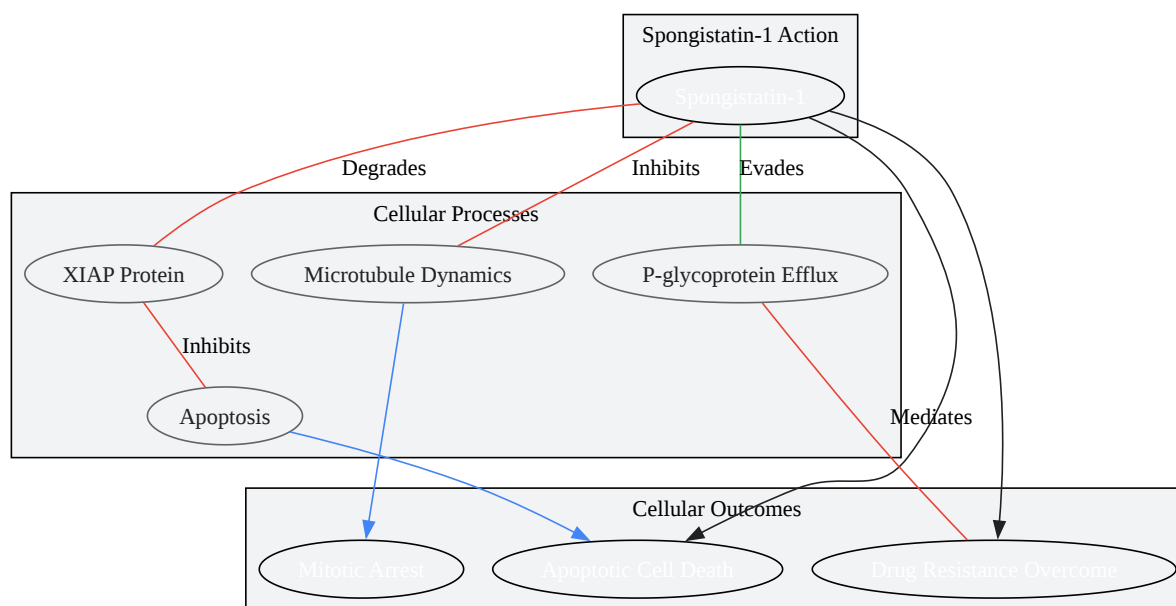 Spongistatin-1 Action
Spongistatin-1
Degrades
Inhibits
Evades
Cellular Processes
XIAP Protein
Microtubule Dynamics
P-glycoprotein Efflux
Inhibits
Apoptosis
Mediates
Cellular Outcomes
Mitotic Arrest
Apoptotic Cell Death
Drug Resistance Overcome